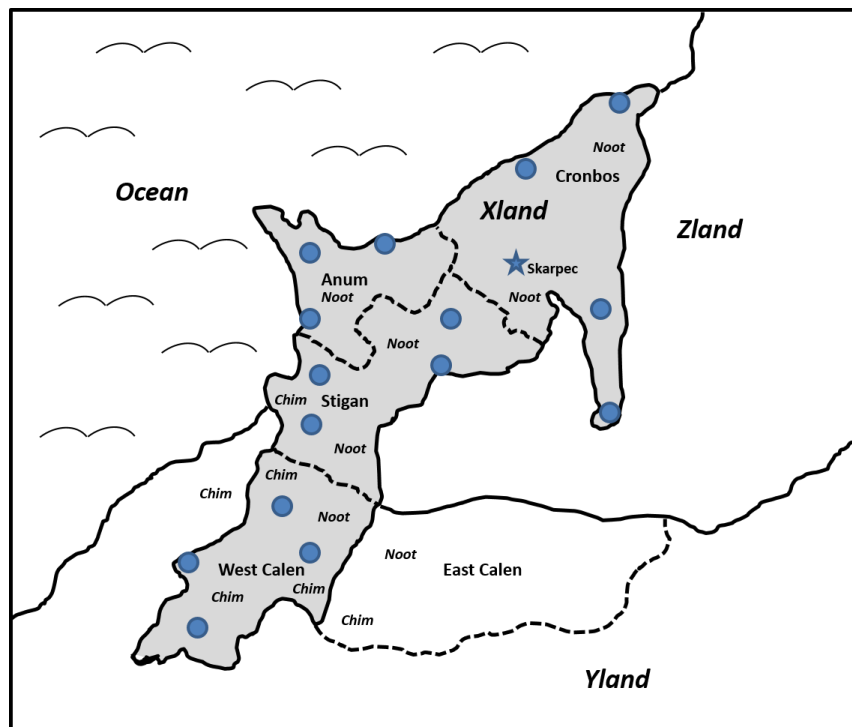 Noot
Cronbos
Ocean
Xland
Zland
Skarpec
Anum
Noot
Noot
Noot
Chim
Stigan
Noot
Chim
Chim
Noot
Noot
West Calen
East Calen
Chim
Chim
Chim
Yland